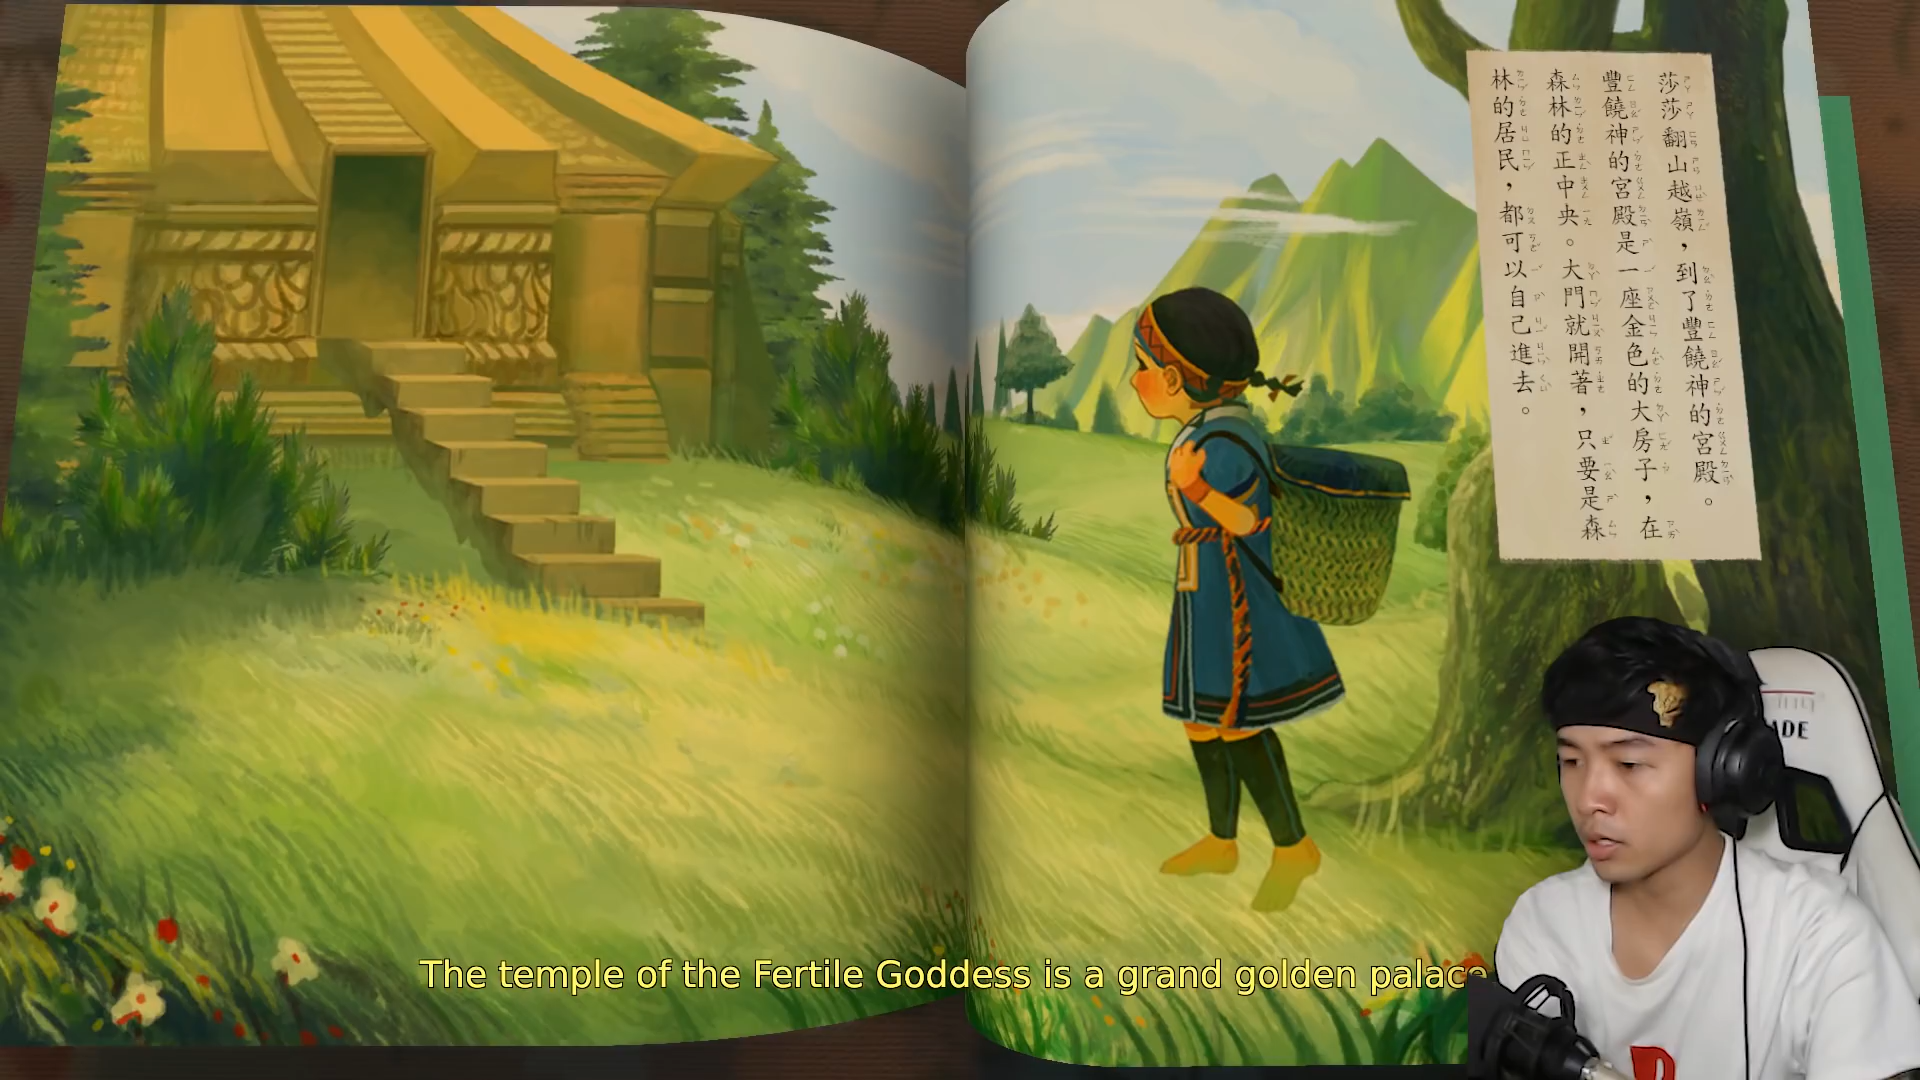 莎莎翻山越嶺，到了豐饒神的宮殿。
豐饒神的宮殿是一座金色的大房子，在
森林的正中央。大門就開著，只要是森
林的居民，都可以自己進去。
The temple of the Fertile Goddess is a grand golden palace
ADE